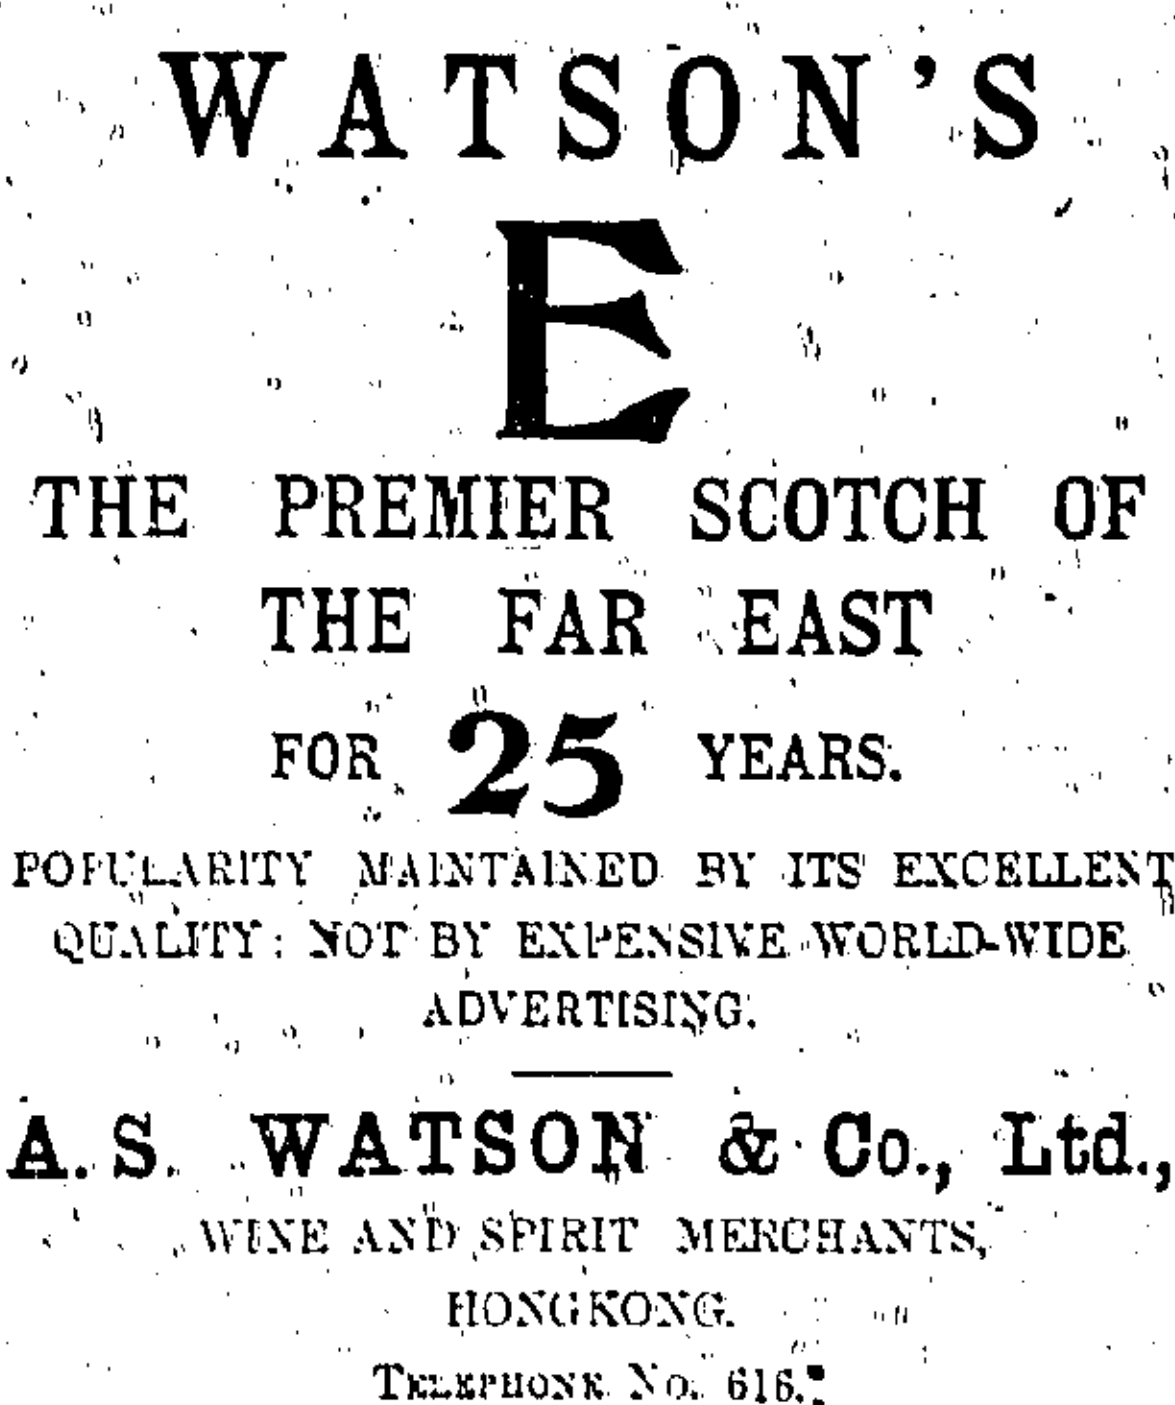 WATSON'S
E
THE PREMIER SCOTCH OF
THE FAR EAST
FOR 25 YEARS.
POPULARITY MAINTAINED BY ITS EXCELLENT
QUALITY: NOT BY EXPENSIVE WORLD-WIDE
ADVERTISING.
A. S. WATSON & Co., Ltd.,
WINE AND SPIRIT MERCHANTS,
HONGKONG.
TELEPHONE No. 616.